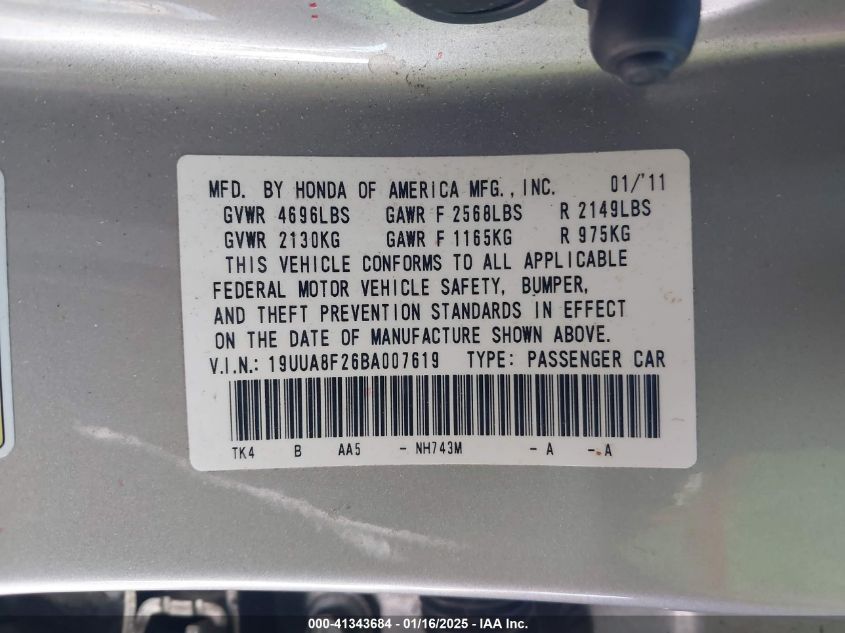 MFD. BY HONDA OF AMERICA MFG., INC. 01/'11
GVWR 4696LBS GAWR F 2568LBS R 2149LBS
GVWR 2130KG GAWR F 1165KG R 975KG
THIS VEHICLE CONFORMS TO ALL APPLICABLE
FEDERAL MOTOR VEHICLE SAFETY, BUMPER,
AND THEFT PREVENTION STANDARDS IN EFFECT
ON THE DATE OF MANUFACTURE SHOWN ABOVE.
V.I.N.: 19UUA8F26BA007619 TYPE: PASSENGER CAR
TK4 B AA5 - NH743M - A - A
000-41343684 - 01/16/2025 - IAA Inc.